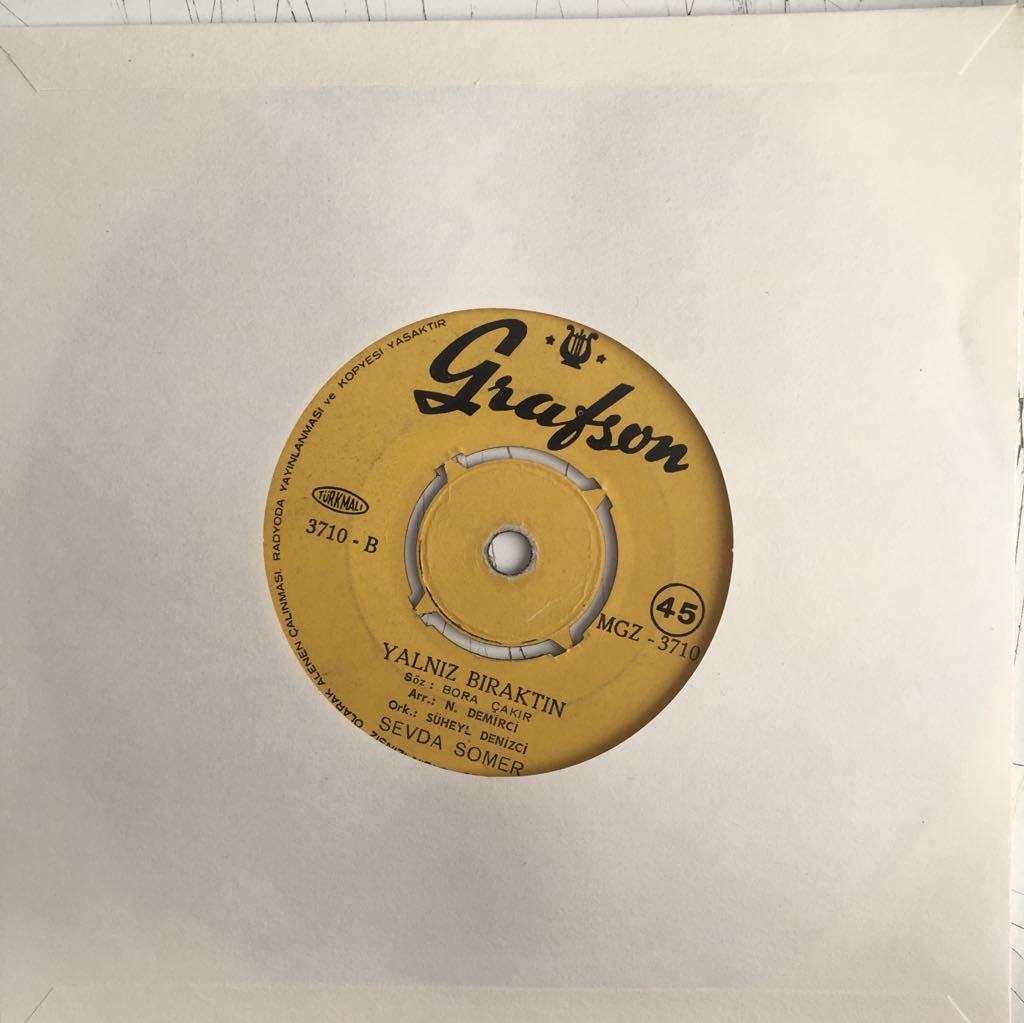 Grafson
TÜRKMALI
3710 - B
45
MGZ - 3710
YALNIZ BIRAKTIN
Söz : BORA ÇAKIR
Arr.: N. DEMİRCİ
Ork.: SÜHEYL DENİZCİ
SEVDA SOMER
OLARAK ALENEN ÇALINMASI, RADYODA YAYINLANMASI ve KOPYESİ YASAKTIR